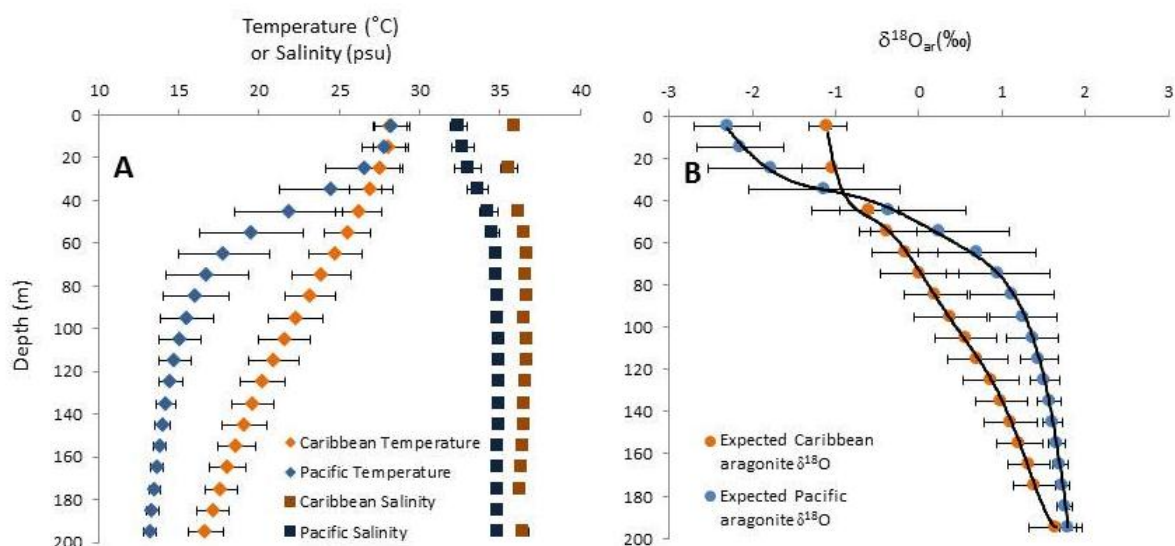 Temperature (˚C)
or Salinity (psu)
10 15 20 25 30 35 40
0
20
40
60
80
100
120
140
160
180
200
Depth (m)
A
Caribbean Temperature
Pacific Temperature
Caribbean Salinity
Pacific Salinity
δ¹⁸Oₐᵣ(‰)
-3 -2 -1 0 1 2 3
0
20
40
60
80
100
120
140
160
180
200
B
Expected Caribbean
aragonite δ¹⁸O
Expected Pacific
aragonite δ¹⁸O